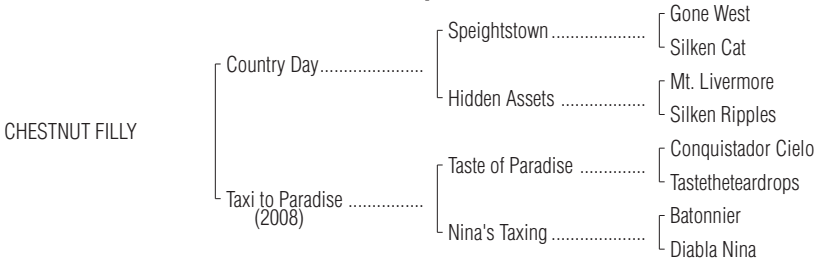 Gone West
Speightstown ....................
Silken Cat
Country Day......................
Mt. Livermore
Hidden Assets ..................
Silken Ripples
CHESTNUT FILLY
Conquistador Cielo
Taste of Paradise ..............
Tastetheteardrops
Taxi to Paradise ................
(2008)
Batonnier
Nina's Taxing ....................
Diabla Nina